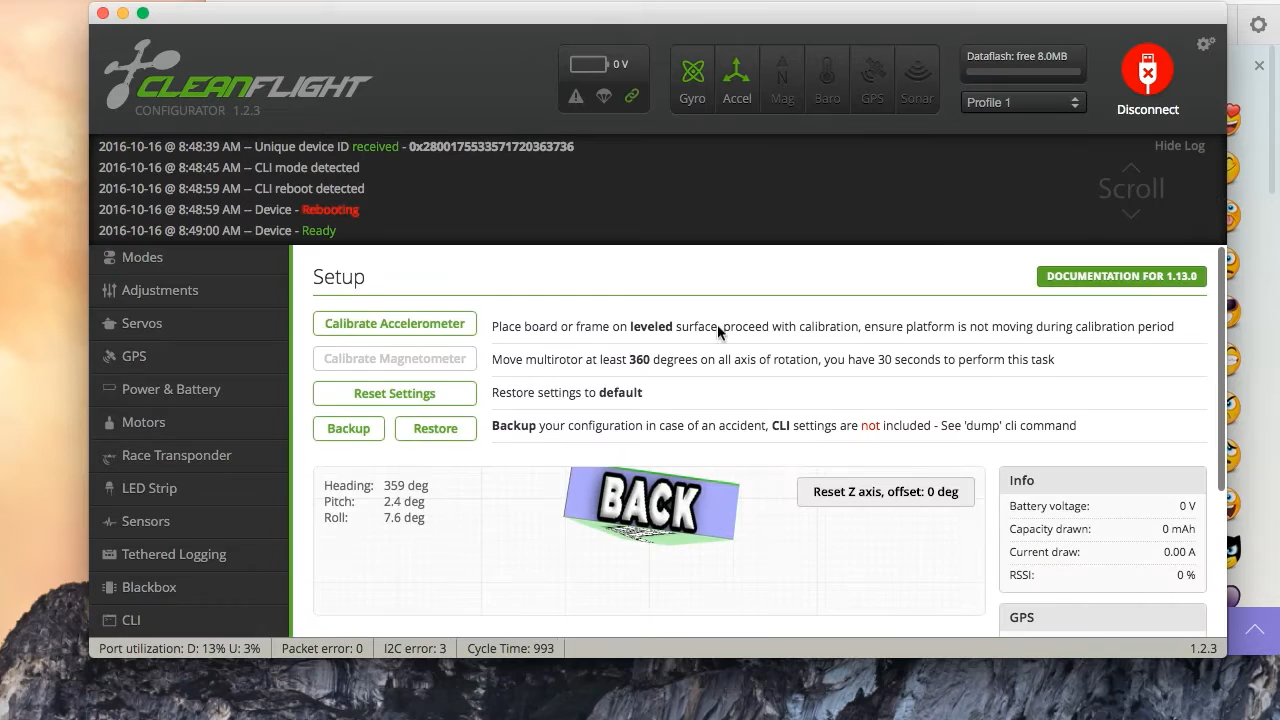 CLEANFLIGHT
CONFIGURATOR 1.2.3
0 V
Gyro
Accel
Mag
Baro
GPS
Sonar
Dataflash: free 8.0MB
Profile 1
Disconnect
2016-10-16 @ 8:48:39 AM -- Unique device ID received - 0x2800175533571720363736
2016-10-16 @ 8:48:45 AM -- CLI mode detected
2016-10-16 @ 8:48:59 AM -- CLI reboot detected
2016-10-16 @ 8:48:59 AM -- Device - Rebooting
2016-10-16 @ 8:49:00 AM -- Device - Ready
Hide Log
Scroll
Modes
Adjustments
Servos
GPS
Power & Battery
Motors
Race Transponder
LED Strip
Sensors
Tethered Logging
Blackbox
CLI
Setup
DOCUMENTATION FOR 1.13.0
Calibrate Accelerometer
Place board or frame on leveled surface, proceed with calibration, ensure platform is not moving during calibration period
Calibrate Magnetometer
Move multirotor at least 360 degrees on all axis of rotation, you have 30 seconds to perform this task
Reset Settings
Restore settings to default
Backup
Restore
Backup your configuration in case of an accident, CLI settings are not included - See 'dump' cli command
Heading: 359 deg
Pitch: 2.4 deg
Roll: 7.6 deg
BACK
Reset Z axis, offset: 0 deg
Info
Battery voltage: 0 V
Capacity drawn: 0 mAh
Current draw: 0.00 A
RSSI: 0 %
GPS
Port utilization: D: 13% U: 3%
Packet error: 0
I2C error: 3
Cycle Time: 993
1.2.3